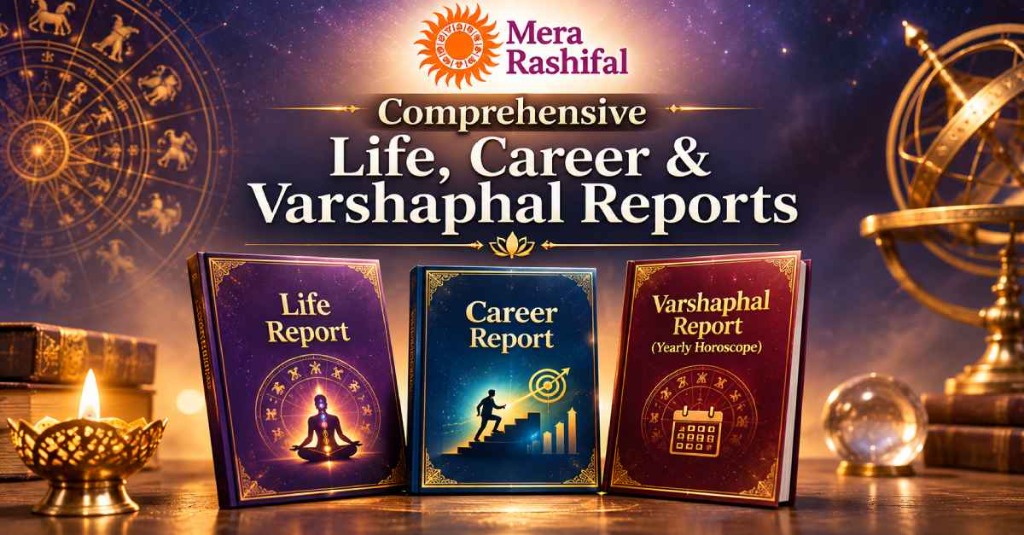 Mera
Rashifal
Comprehensive
Life, Career &
Varshaphal Reports
Life
Report
Career
Report
Varshaphal
Report
(Yearly Horoscope)